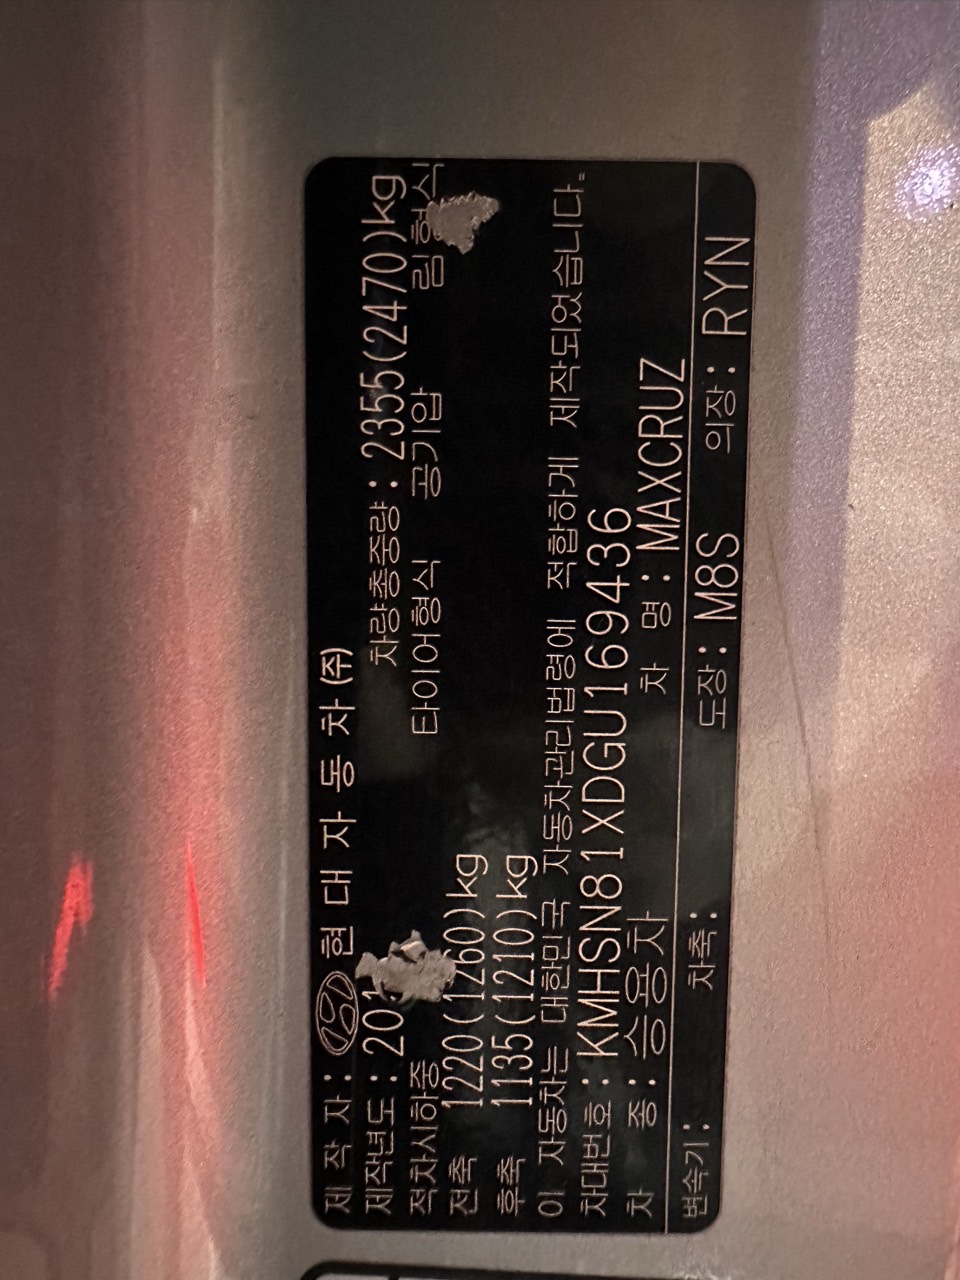 제 작 자: 현 대 자 동 차 (주)
제작년도: 201 차량총중량: 2355(2470)kg
적차시하중 타이어형식 공기압 림형식
전축 1220(1260)kg
후축 1135(1210)kg
이 자동차는 대한민국 자동차관리법령에 적합하게 제작되었습니다.
차대번호: KMHSN81XDGU169436
차 종: 승용차 차 명: MAXCRUZ
변속기: 차축: 도장: M8S 의장: RYN